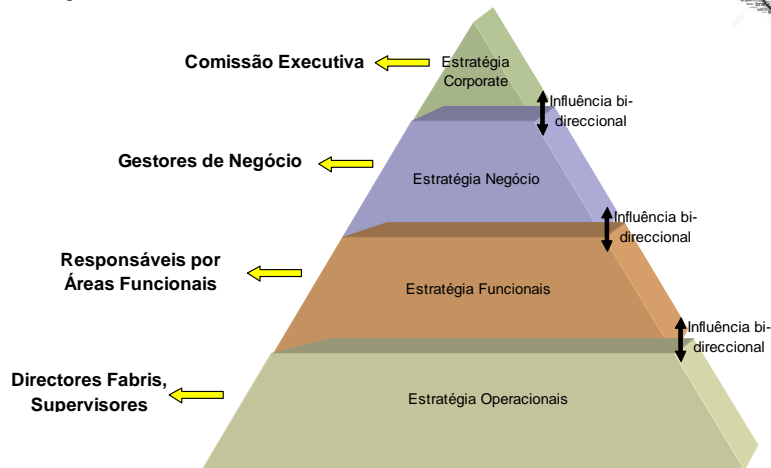 Comissão Executiva
Estratégia
Corporate
Influência bi-
direccional
Gestores de Negócio
Estratégia Negócio
Influência bi-
direccional
Responsáveis por
Áreas Funcionais
Estratégia Funcionais
Influência bi-
direccional
Directores Fabris,
Supervisores
Estratégia Operacionais